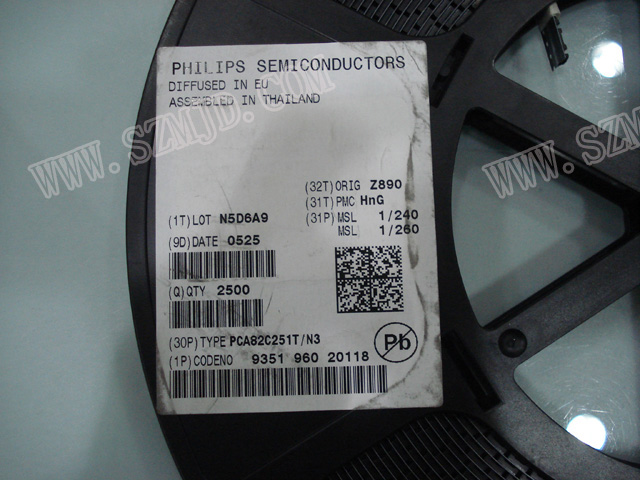 PHILIPS SEMICONDUCTORS
DIFFUSED IN EU
ASSEMBLED IN THAILAND
WWW.SZMJD.COM
WWW.SZM
(32T) ORIG Z890
(31T) PMC HnG
(1T) LOT N5D6A9
(31P) MSL 1/240
MSL 1/260
(9D) DATE 0525
(Q) QTY 2500
(30P) TYPE PCA82C251T/N3
Pb
(1P) CODENO 9351 960 20118